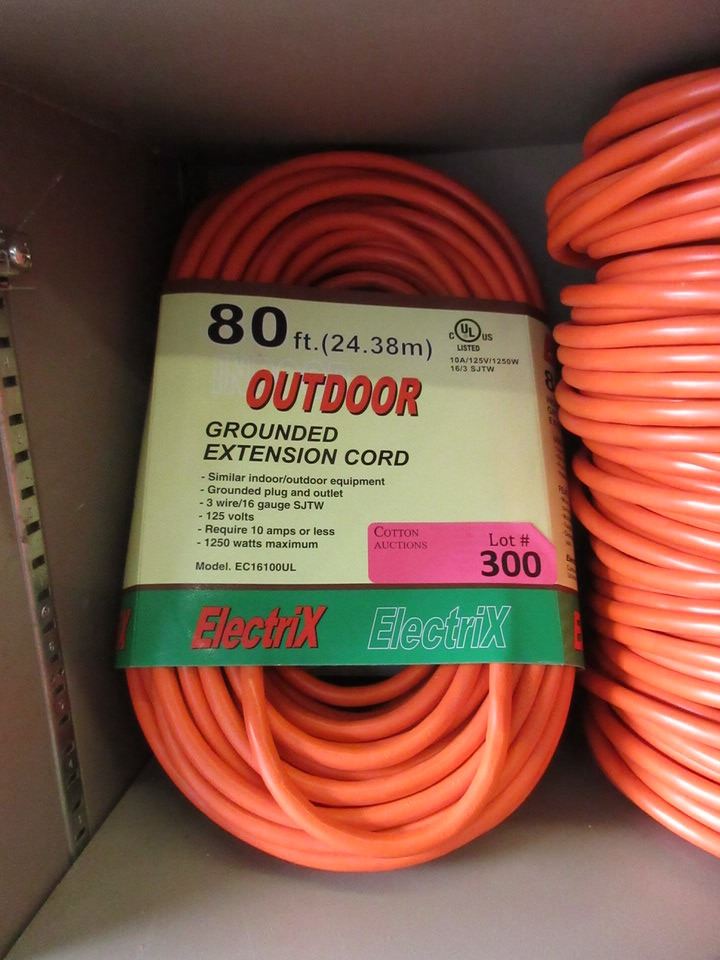 80 ft.(24.38m)
C UL US
LISTED
10A/125V/1250W
16/3 SJTW
OUTDOOR
GROUNDED
EXTENSION CORD
- Similar indoor/outdoor equipment
- Grounded plug and outlet
- 3 wire/16 gauge SJTW
- 125 volts
- Require 10 amps or less
- 1250 watts maximum
Model. EC16100UL
COTTON
AUCTIONS
Lot #
300
ElectriX ElectriX